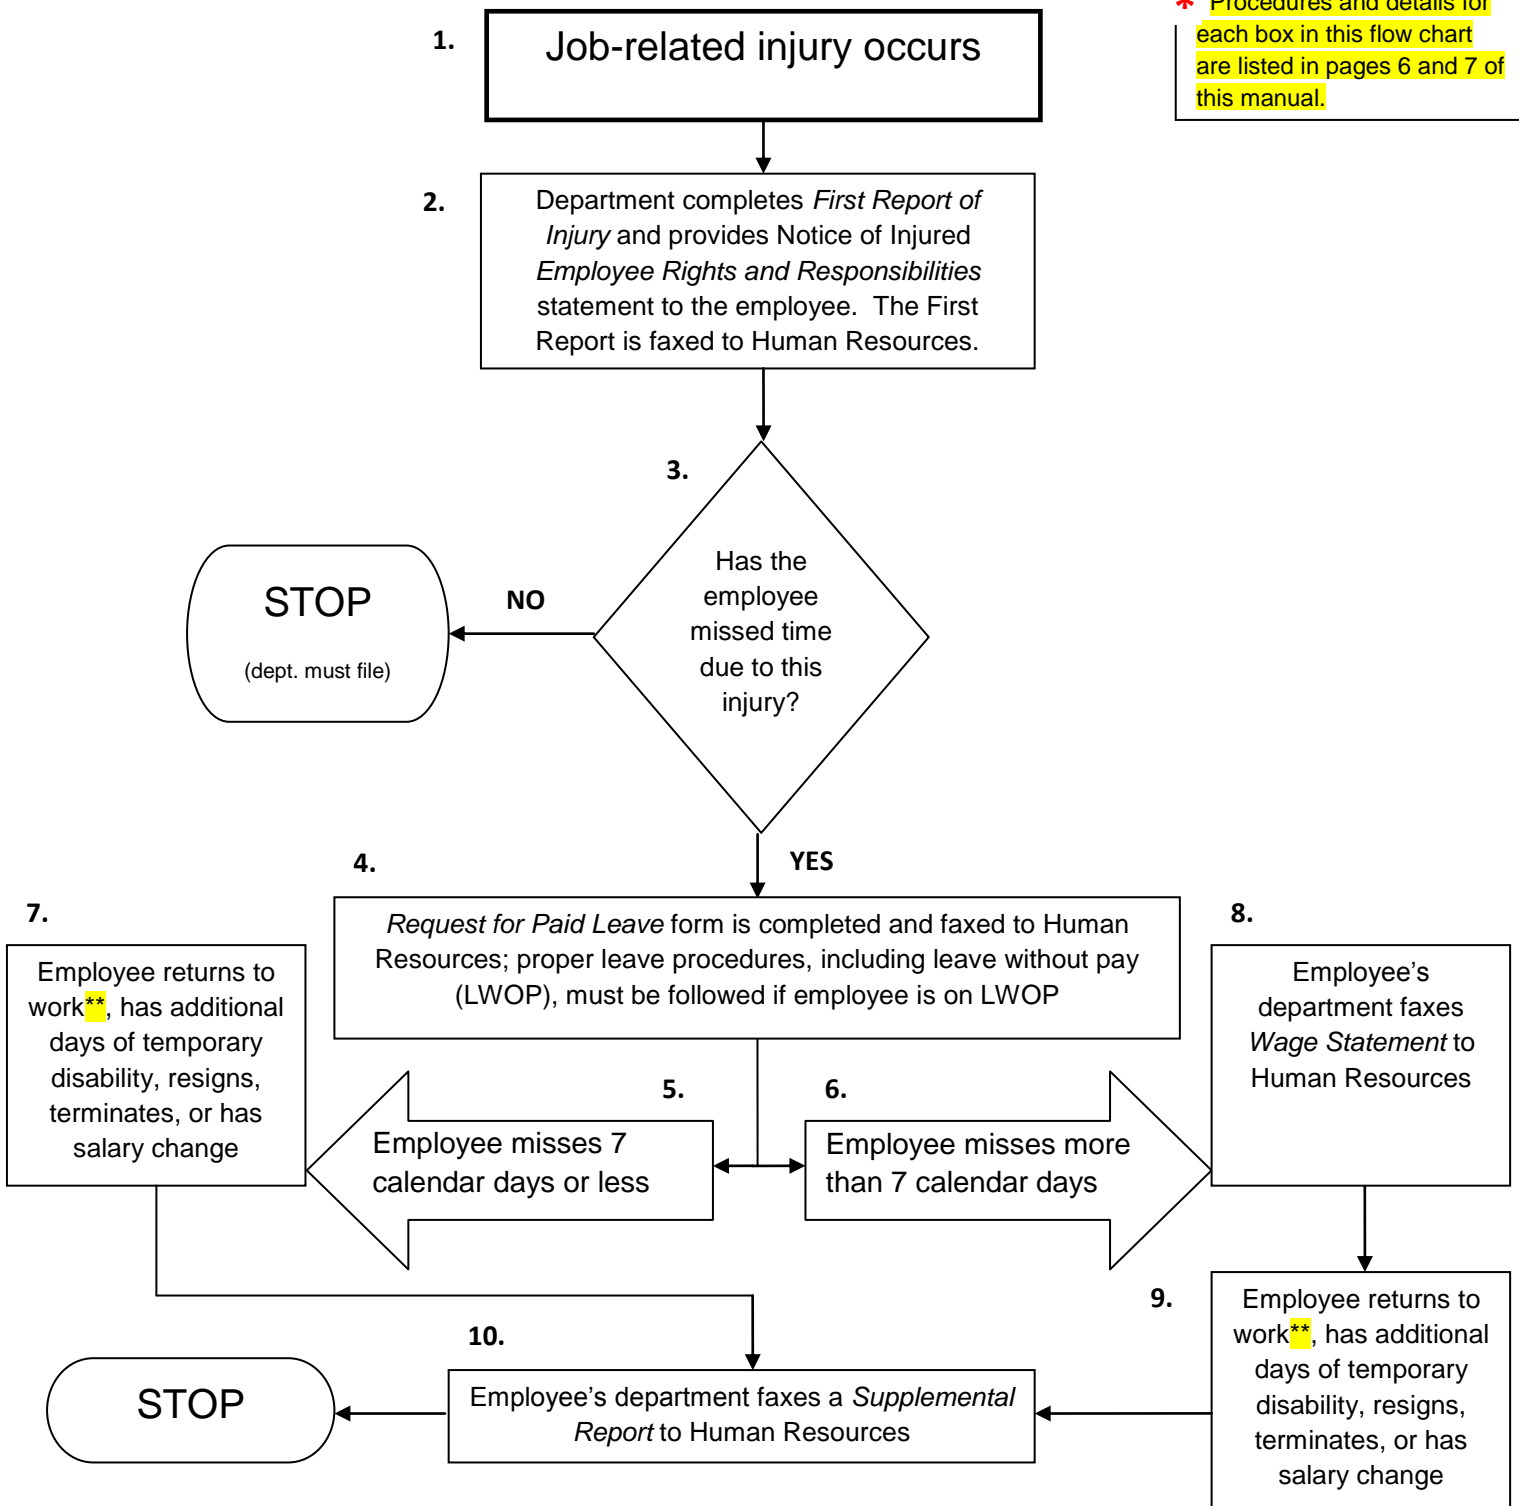 1.
Job-related injury occurs
* Procedures and details for
each box in this flow chart
are listed in pages 6 and 7 of
this manual.
2.
Department completes First Report of
Injury and provides Notice of Injured
Employee Rights and Responsibilities
statement to the employee. The First
Report is faxed to Human Resources.
3.
Has the
employee
missed time
due to this
injury?
NO
STOP
(dept. must file)
YES
4.
Request for Paid Leave form is completed and faxed to Human
Resources; proper leave procedures, including leave without pay
(LWOP), must be followed if employee is on LWOP
5.
Employee misses 7
calendar days or less
6.
Employee misses more
than 7 calendar days
7.
Employee returns to
work**, has additional
days of temporary
disability, resigns,
terminates, or has
salary change
8.
Employee’s
department faxes
Wage Statement to
Human Resources
9.
Employee returns to
work**, has additional
days of temporary
disability, resigns,
terminates, or has
salary change
10.
Employee’s department faxes a Supplemental
Report to Human Resources
STOP